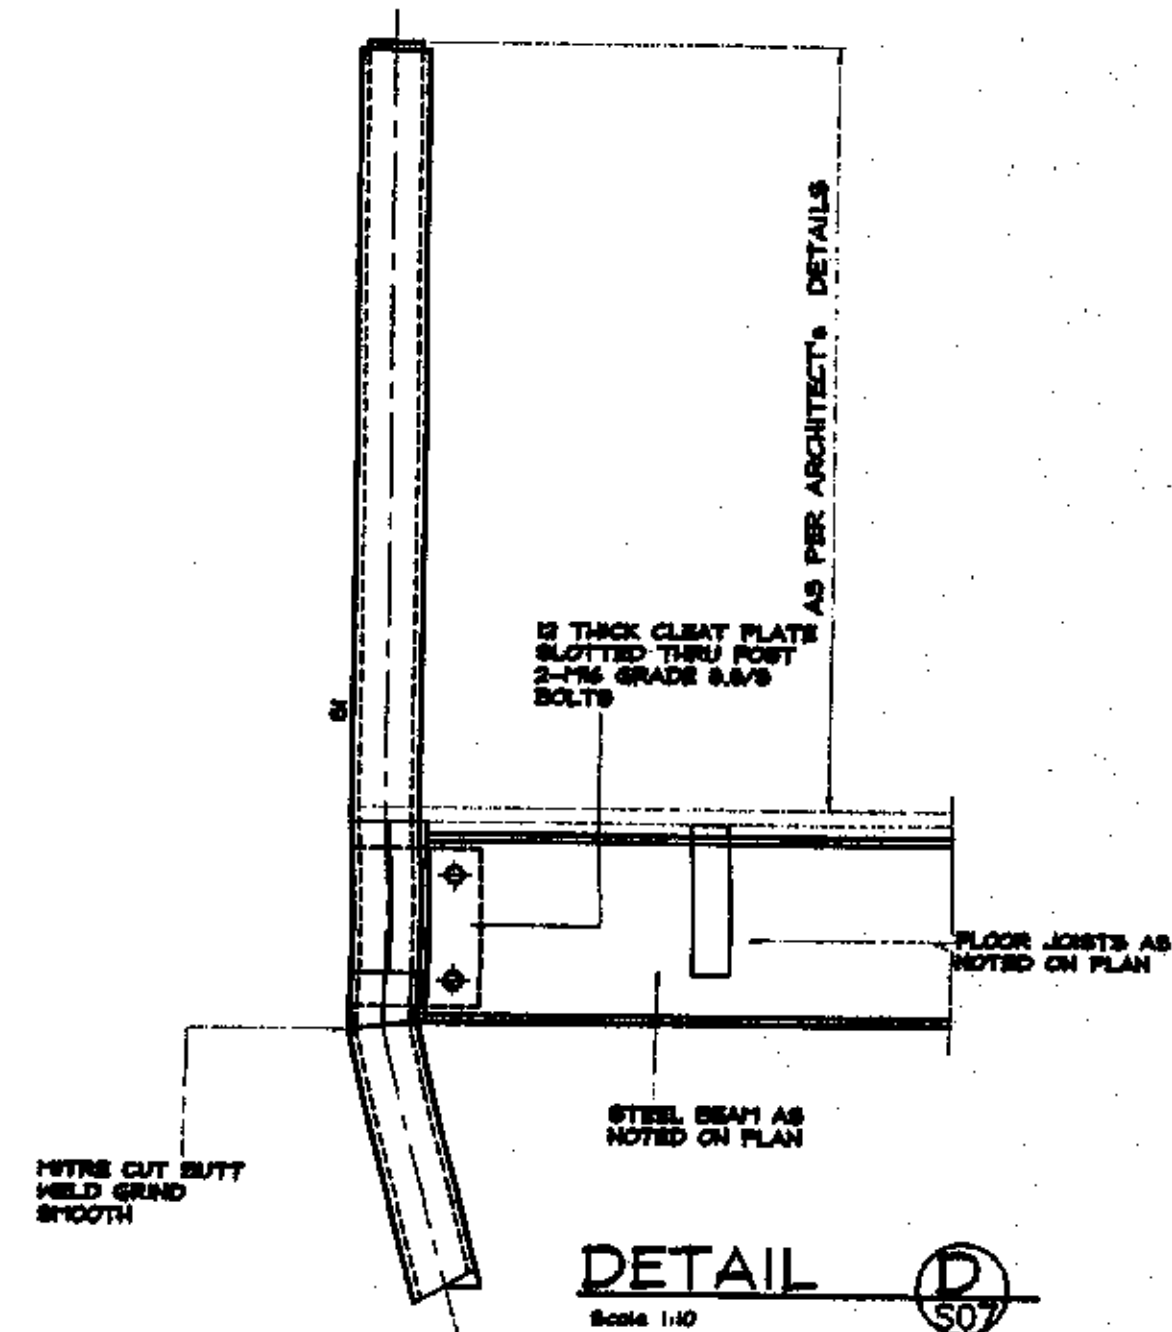 AS PER ARCHITECT's DETAILS
12 THICK CLEAT PLATE
SLOTTED THRU POST
2-M16 GRADE 8.8/S
BOLTS
FLOOR JOISTS AS
NOTED ON PLAN
STEEL BEAM AS
NOTED ON PLAN
MITRE CUT BUTT
WELD GRIND
SMOOTH
DETAIL
D
S07
Scale 1:10